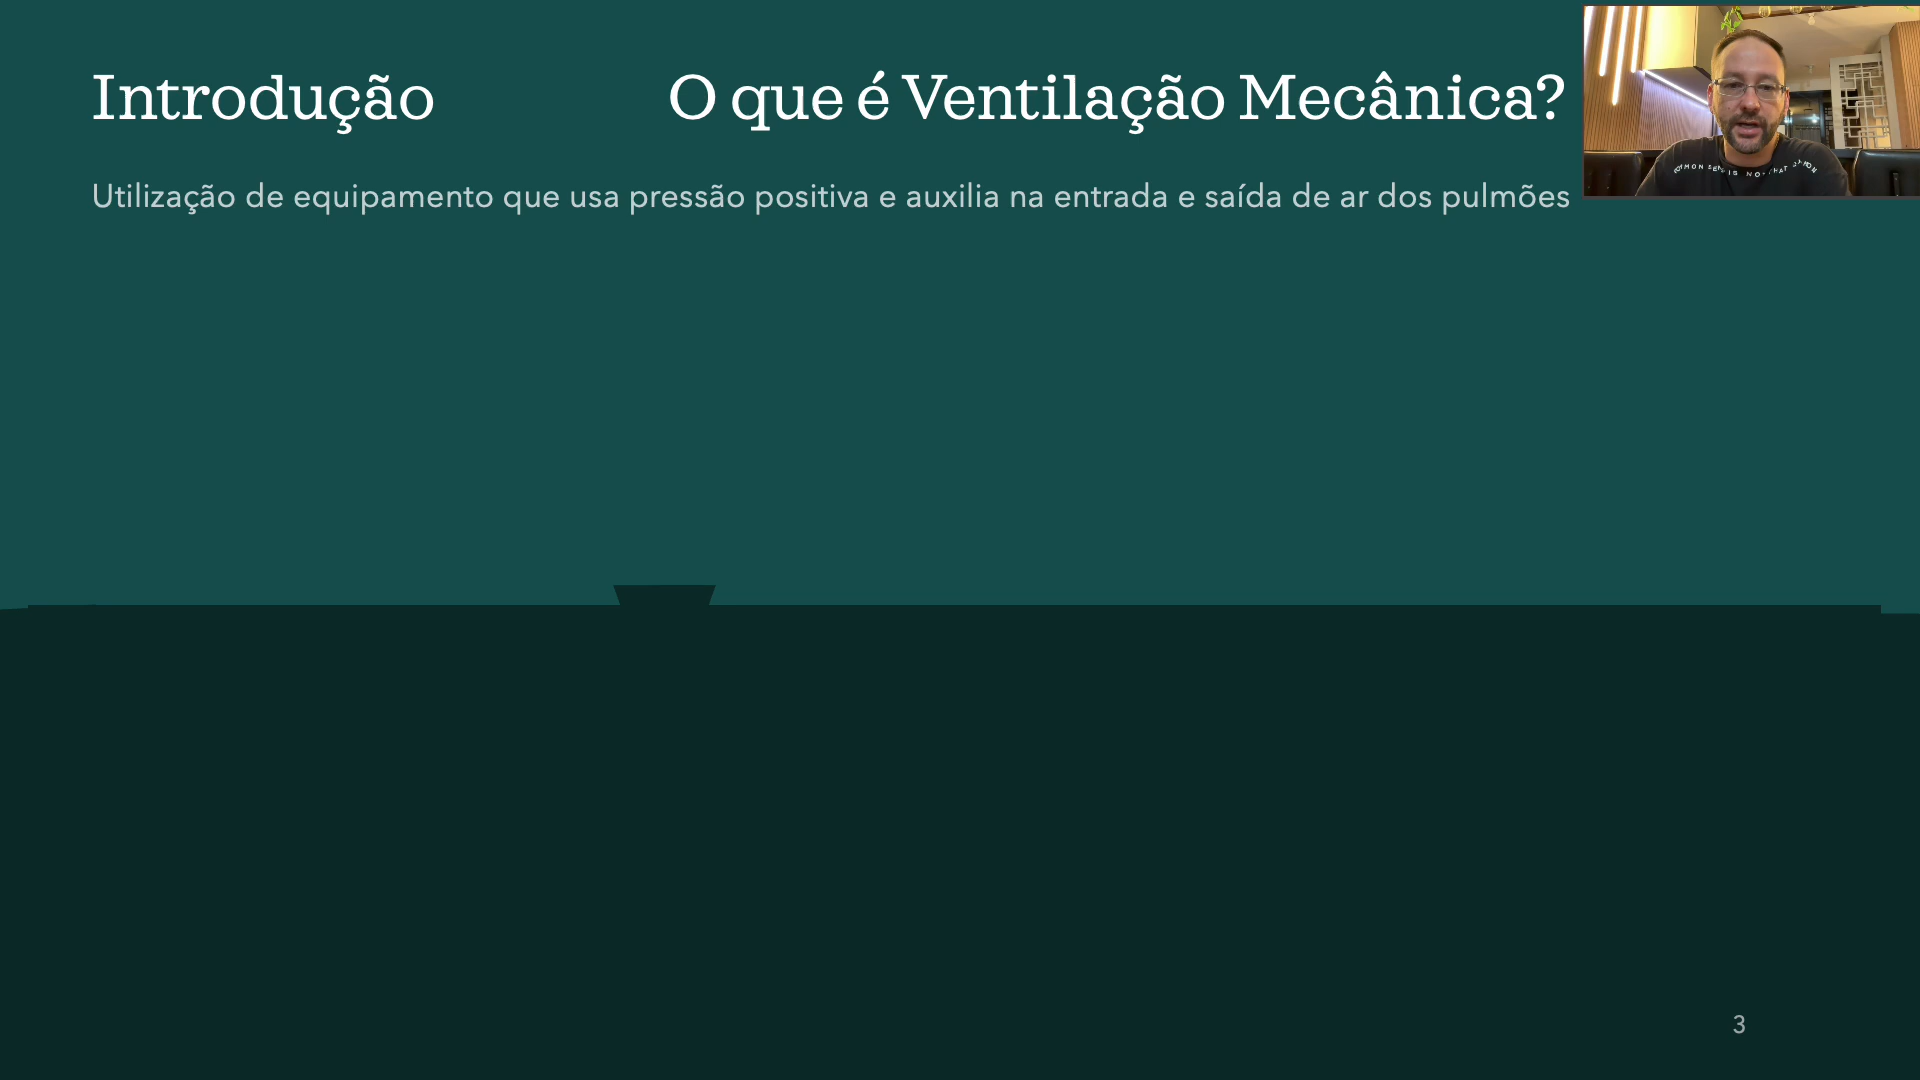 Introdução O que é Ventilação Mecânica?
Utilização de equipamento que usa pressão positiva e auxilia na entrada e saída de ar dos pulmões
3